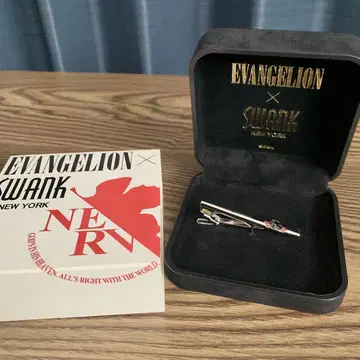 EVANGELION ×
SWANK
NEW YORK
NERV
GOD'S IN HIS HEAVEN. ALL'S RIGHT WITH THE WORLD.
EVANGELION
×
SWANK
NEW YORK